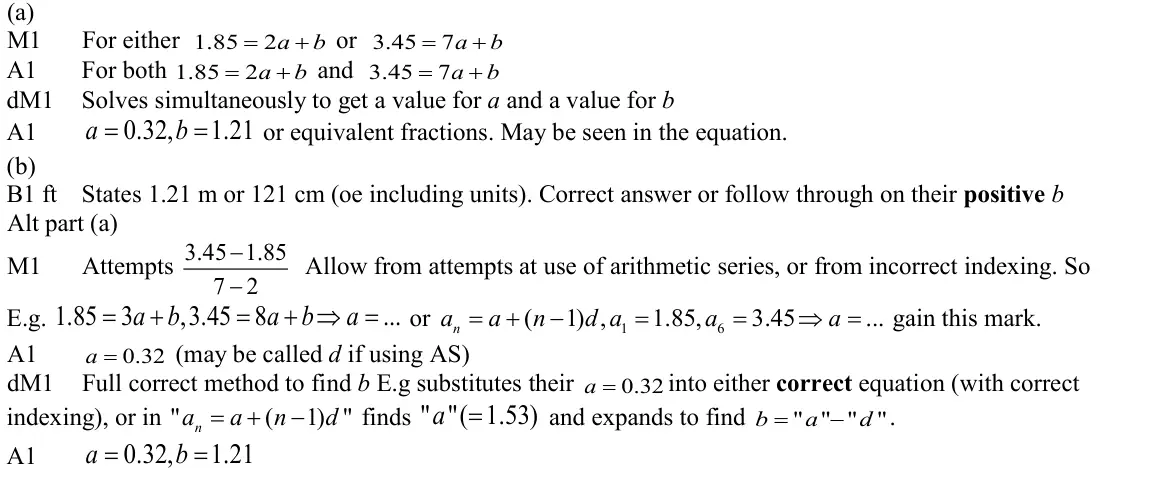 (a)
M1 For either 1.85 = 2a + b or 3.45 = 7a + b
A1 For both 1.85 = 2a + b and 3.45 = 7a + b
dM1 Solves simultaneously to get a value for a and a value for b
A1 a = 0.32, b = 1.21 or equivalent fractions. May be seen in the equation.
(b)
B1 ft States 1.21 m or 121 cm (oe including units). Correct answer or follow through on their positive b
Alt part (a)
M1 Attempts (3.45 − 1.85)/(7 − 2) Allow from attempts at use of arithmetic series, or from incorrect indexing. So
E.g. 1.85 = 3a + b, 3.45 = 8a + b ⇒ a = ... or aₙ = a + (n − 1)d, a₁ = 1.85, a₆ = 3.45 ⇒ a = ... gain this mark.
A1 a = 0.32 (may be called d if using AS)
dM1 Full correct method to find b E.g substitutes their a = 0.32 into either correct equation (with correct
indexing), or in "aₙ = a + (n − 1)d" finds "a"(= 1.53) and expands to find b = "a"−"d".
A1 a = 0.32, b = 1.21